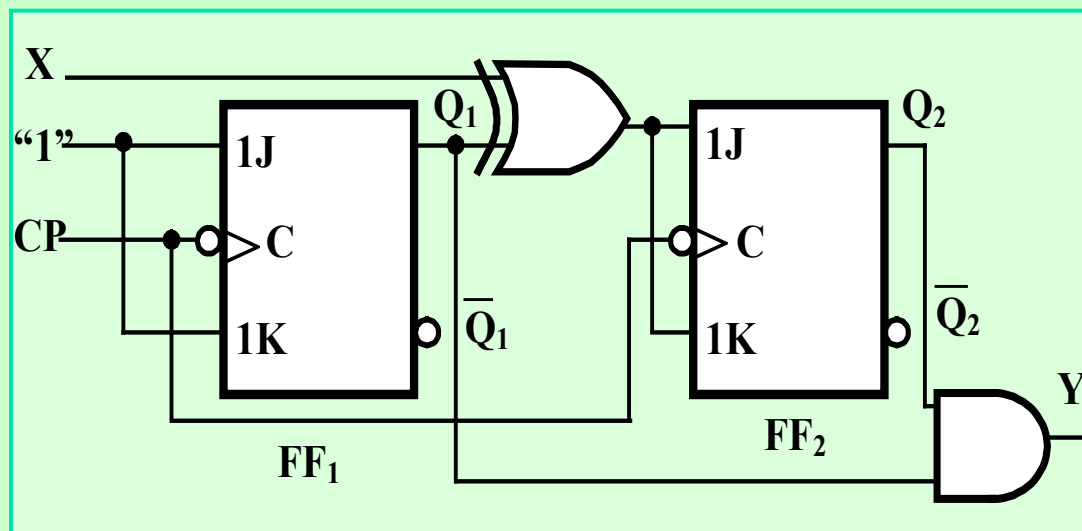 X
Q₁
Q₂
“1”
1J
1J
CP
C
C
Q̅₁
Q̅₂
1K
1K
Y
FF₁
FF₂